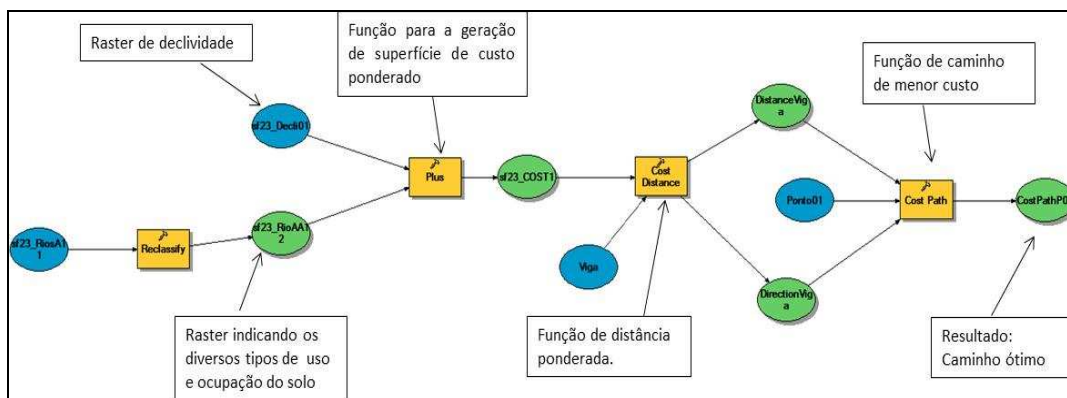 Raster de declividade
Função para a geração
de superfície de custo
ponderado
Função de caminho
de menor custo
sf23_Decli01
DistanceVig
a
Plus
sf23_COST1
Cost
Distance
Ponto01
Cost Path
CostPathP0
sf23_RiosA1
1
Reclassify
sf23_RioAA1
2
Viga
DirectionVig
a
Raster indicando os
diversos tipos de uso
e ocupação do solo
Função de distância
ponderada.
Resultado:
Caminho ótimo